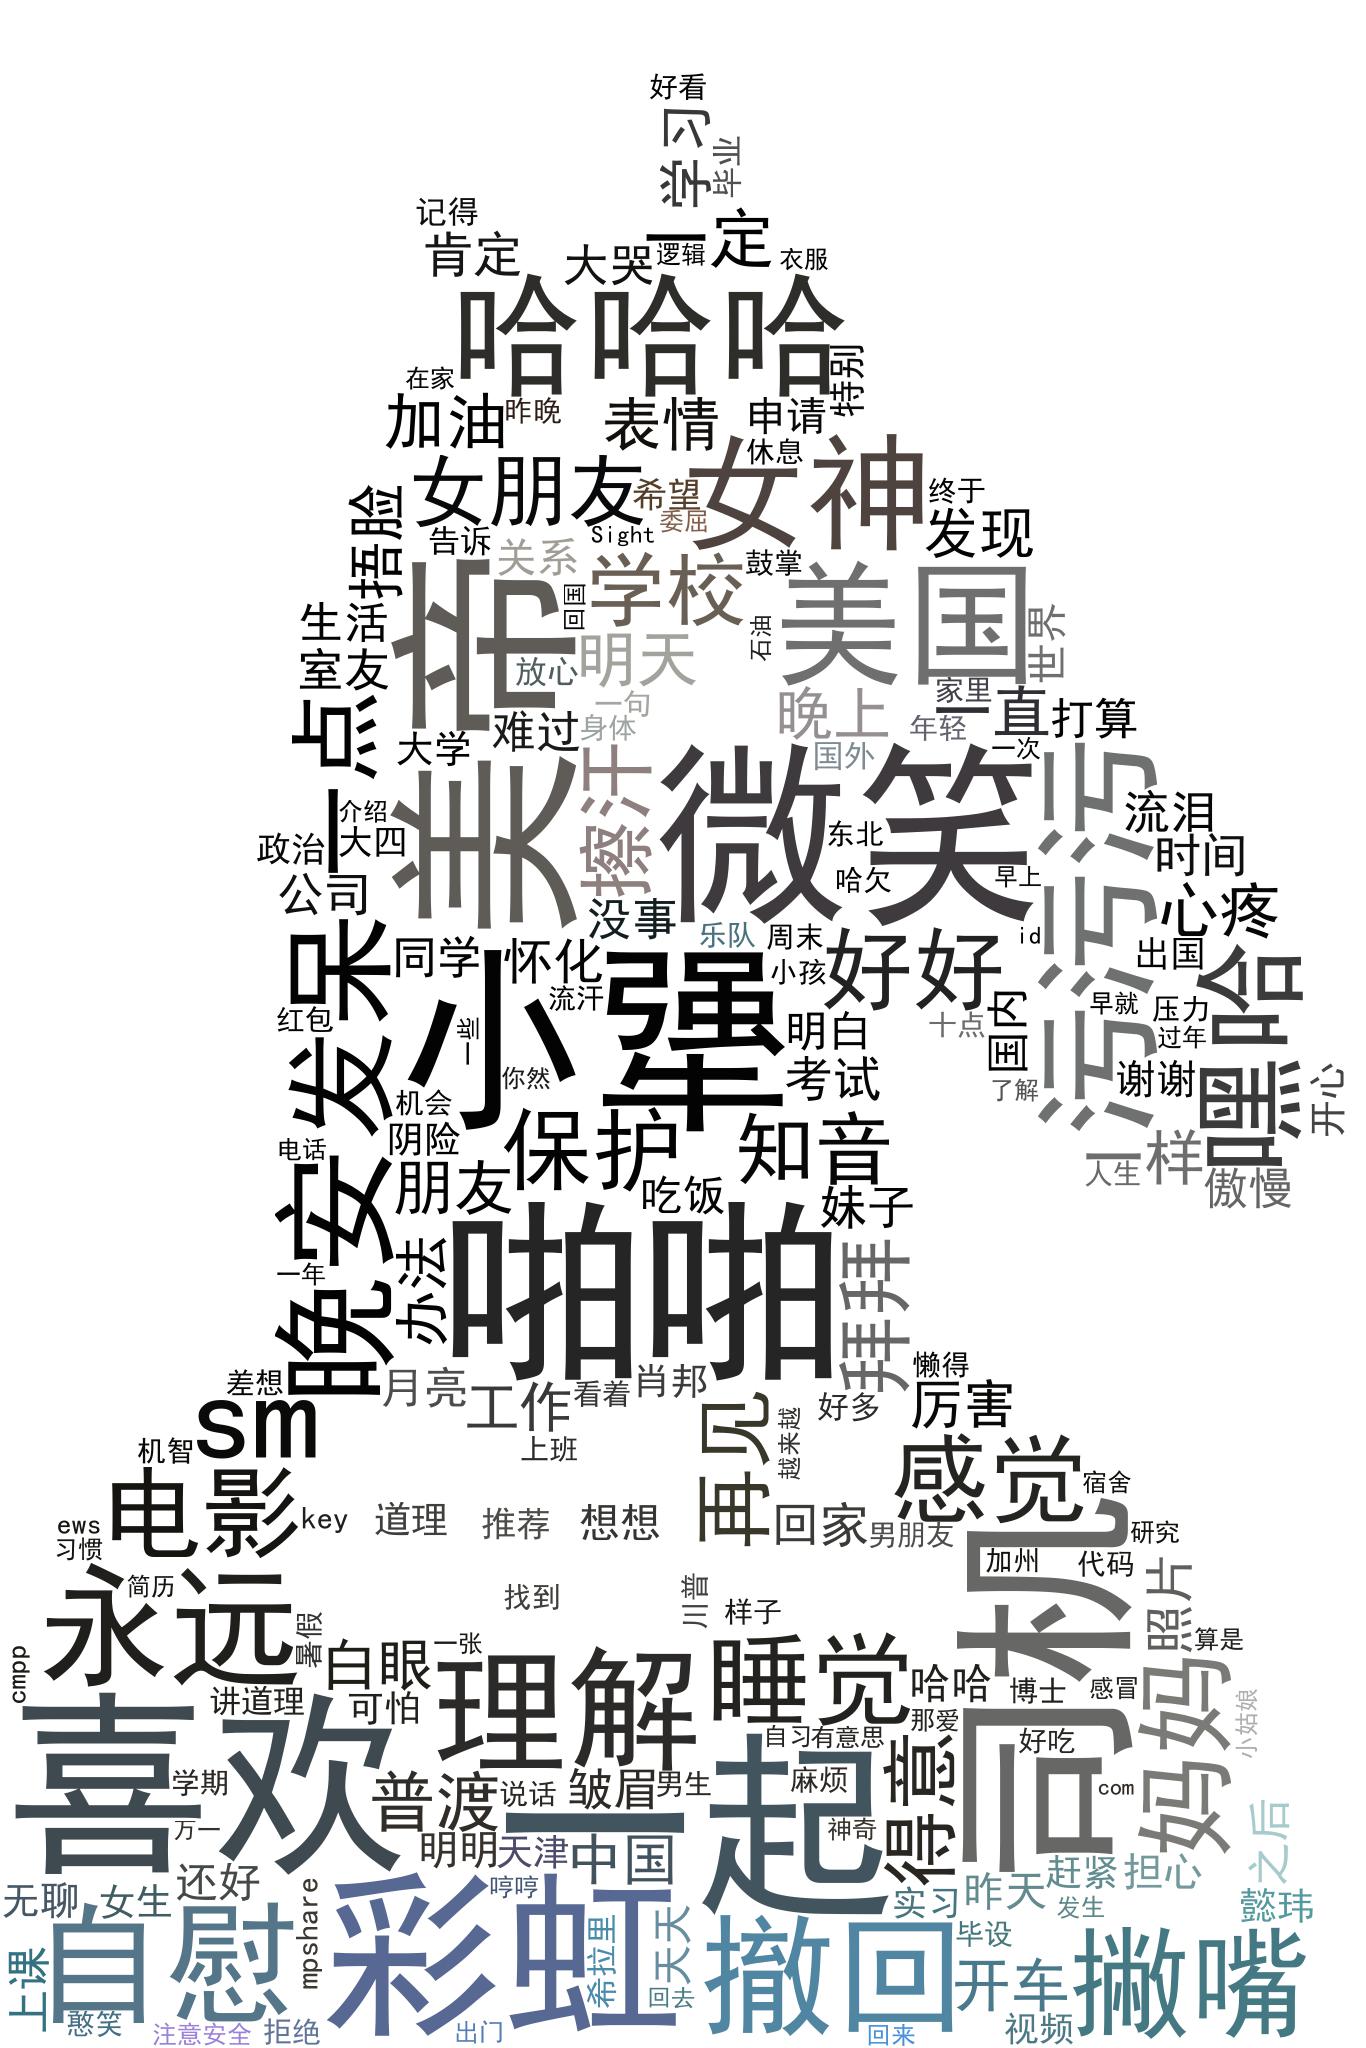 好看
学习
毕业
记得
一定
肯定
大哭
逻辑
衣服
哈哈哈
特别
在家
加油
昨晚
表情
申请
女神
休息
女朋友
希望
委屈
终于
发现
捂脸
告诉
关系
Sight
学校
鼓掌
美国
美帝
回国
生活
石油
世界
室友
放心
明天
一句
晚上
家里
一直
打算
一点
大学
难过
身体
国外
年轻
一次
擦汗
微笑
污污污
流泪
介绍
政治
大四
东北
时间
公司
哈欠
早上
心疼
没事
乐队
周末
好好
id
出国
嘿哈
发呆
同学
小犟
怀化
流汗
小孩
国内
早就
压力
红包
一些
明白
十点
过年
你然
考试
了解
谢谢
开心
机会
保护
知音
阴险
电话
一样
人生
晚安
朋友
吃饭
妹子
傲慢
啪啪
办法
拜拜
一年
差想
月亮
工作
看着
肖邦
懒得
再见
好多
厉害
sm
越来越
机智
上班
感觉
电影
宿舍
ews
key
道理
推荐
想想
回家
男朋友
司机
研究
习惯
加州
代码
永远
简历
找到
川普
样子
照片
暑假
白眼
一张
理解
睡觉
算是
cmpp
哈哈
博士
感冒
妈妈
喜欢
讲道理
可怕
那爱
小姑娘
自习
有意思
好吃
得意
一起
学期
普渡
说话
皱眉
男生
麻烦
com
万一
神奇
之后
明明
天津
中国
还好
哼哼
赶紧
担心
无聊
女生
mpshare
彩虹
实习
昨天
发生
懿玮
自慰
希拉里
天天
撤回
毕设
撇嘴
上课
回去
开车
憨笑
注意安全
拒绝
出门
回来
视频